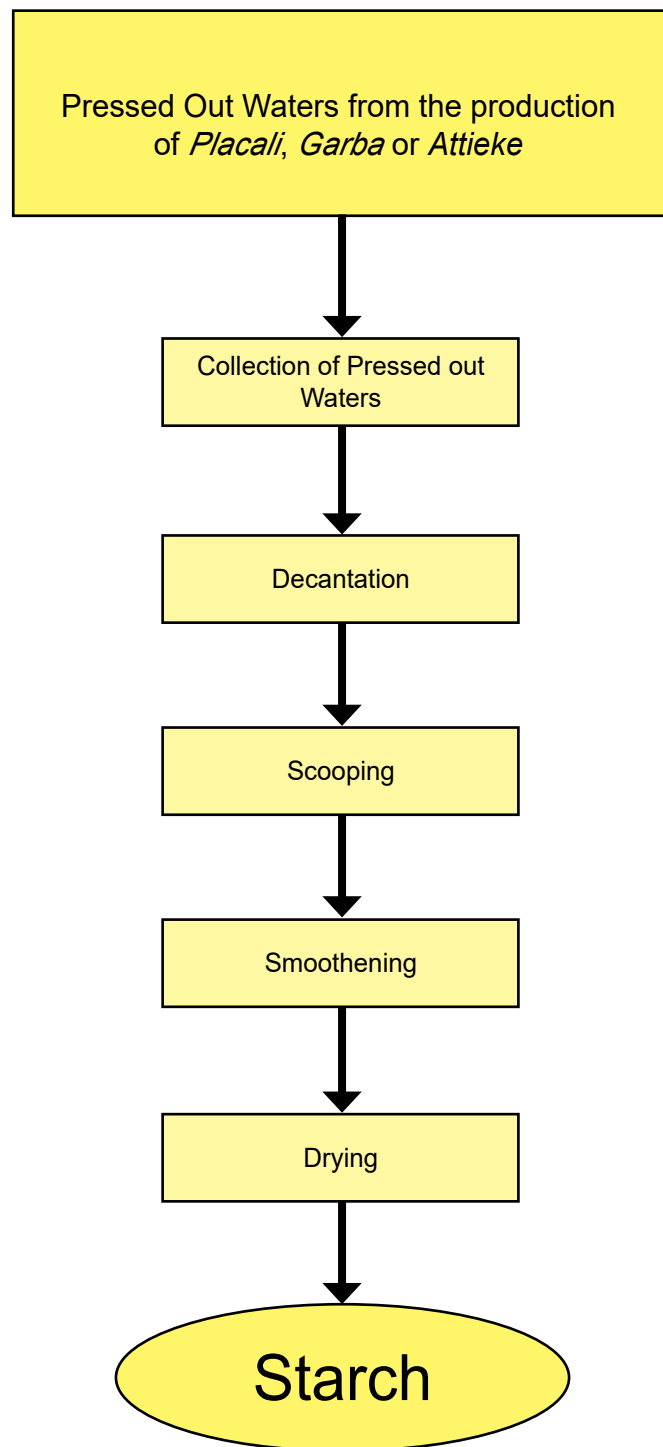 Pressed Out Waters from the production
of Placali, Garba or Attieke
Collection of Pressed out
Waters
Decantation
Scooping
Smoothening
Drying
Starch